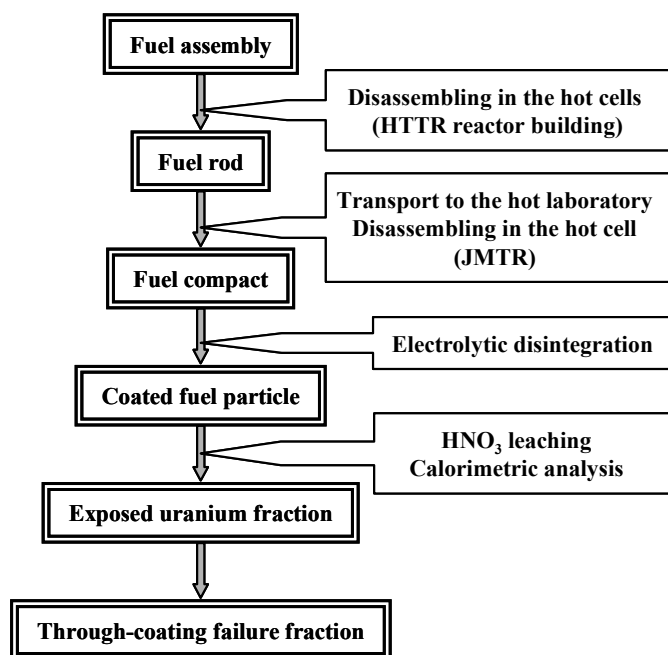 Fuel assembly
Disassembling in the hot cells
(HTTR reactor building)
Fuel rod
Transport to the hot laboratory
Disassembling in the hot cell
(JMTR)
Fuel compact
Electrolytic disintegration
Coated fuel particle
HNO₃ leaching
Calorimetric analysis
Exposed uranium fraction
Through-coating failure fraction